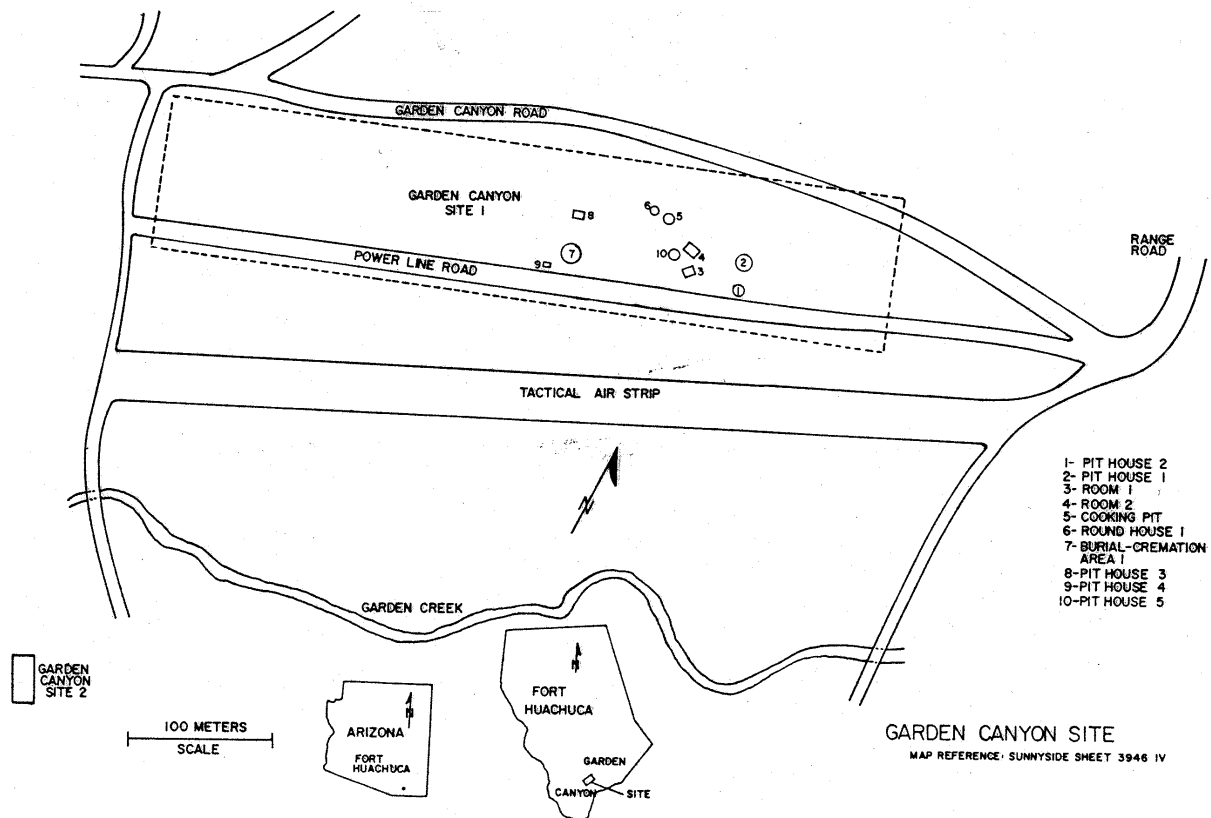 GARDEN CANYON ROAD
GARDEN CANYON
SITE 1
RANGE
ROAD
6
5
8
7
9
10
4
3
2
1
POWER LINE ROAD
TACTICAL AIR STRIP
N
1- PIT HOUSE 2
2- PIT HOUSE 1
3- ROOM 1
4- ROOM 2
5- COOKING PIT
6- ROUND HOUSE 1
7- BURIAL-CREMATION
AREA 1
8-PIT HOUSE 3
9-PIT HOUSE 4
10-PIT HOUSE 5
GARDEN CREEK
GARDEN
CANYON
SITE 2
100 METERS
SCALE
N
ARIZONA
FORT
HUACHUCA
N
FORT
HUACHUCA
GARDEN
CANYON
SITE
GARDEN CANYON SITE
MAP REFERENCE: SUNNYSIDE SHEET 3946 IV